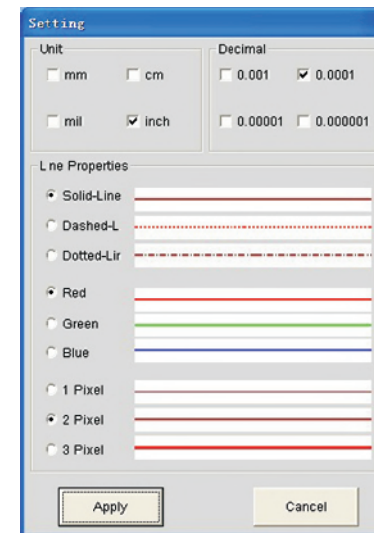 Setting
Unit
Decimal
mm cm
0.001 0.0001
mil inch
0.00001 0.000001
L ne Properties
Solid-Line
Dashed-L
Dotted-Lir
Red
Green
Blue
1 Pixel
2 Pixel
3 Pixel
Apply Cancel